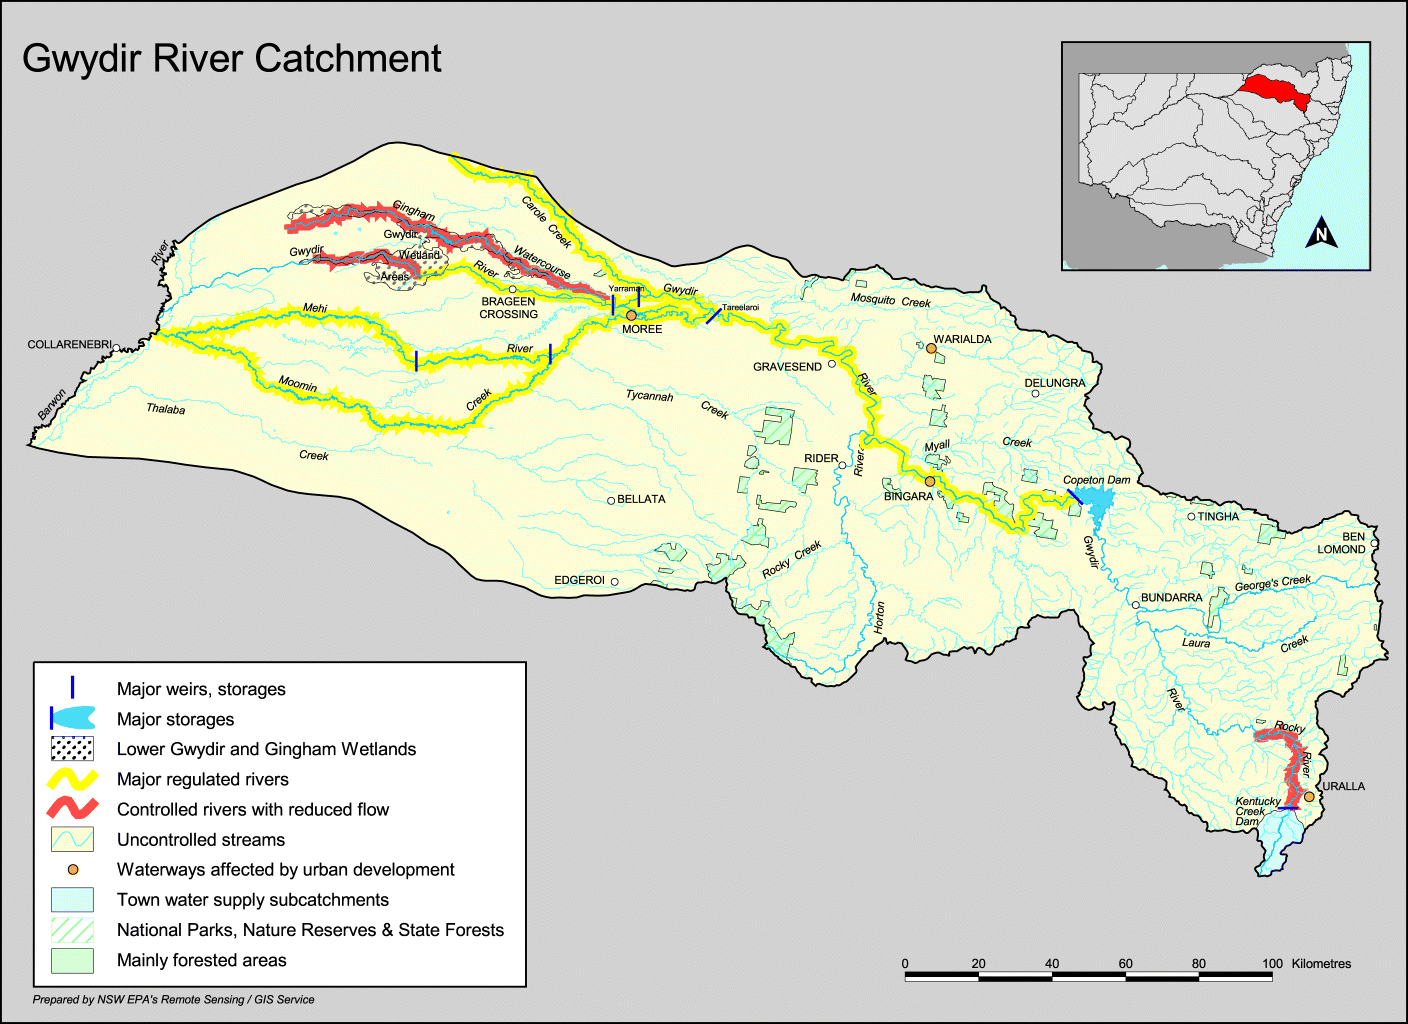 Gwydir River Catchment
N
River
Carole
Creek
Gingham
Gwydir
Wetland
Areas
Gwydir
Watercourse
River
Yarraman
Gwydir
Tareelaroi
BRAGEEN
CROSSING
MOREE
Mosquito Creek
Mehi
River
COLLARENEBRI
Moomin
Creek
Barwon
Thalaba
Creek
Tycannah
Creek
GRAVESEND
WARIALDA
River
DELUNGRA
Myall
Creek
RIDER
River
BINGARA
Copeton Dam
BELLATA
TINGHA
BEN
LOMOND
Rocky Creek
Gwydir
EDGEROI
George's Creek
BUNDARRA
Horton
Laura
Creek
River
Rocky
River
URALLA
Kentucky
Creek
Dam
Major weirs, storages
Major storages
Lower Gwydir and Gingham Wetlands
Major regulated rivers
Controlled rivers with reduced flow
Uncontrolled streams
Waterways affected by urban development
Town water supply subcatchments
National Parks, Nature Reserves & State Forests
Mainly forested areas
0 20 40 60 80 100 Kilometres
Prepared by NSW EPA's Remote Sensing / GIS Service